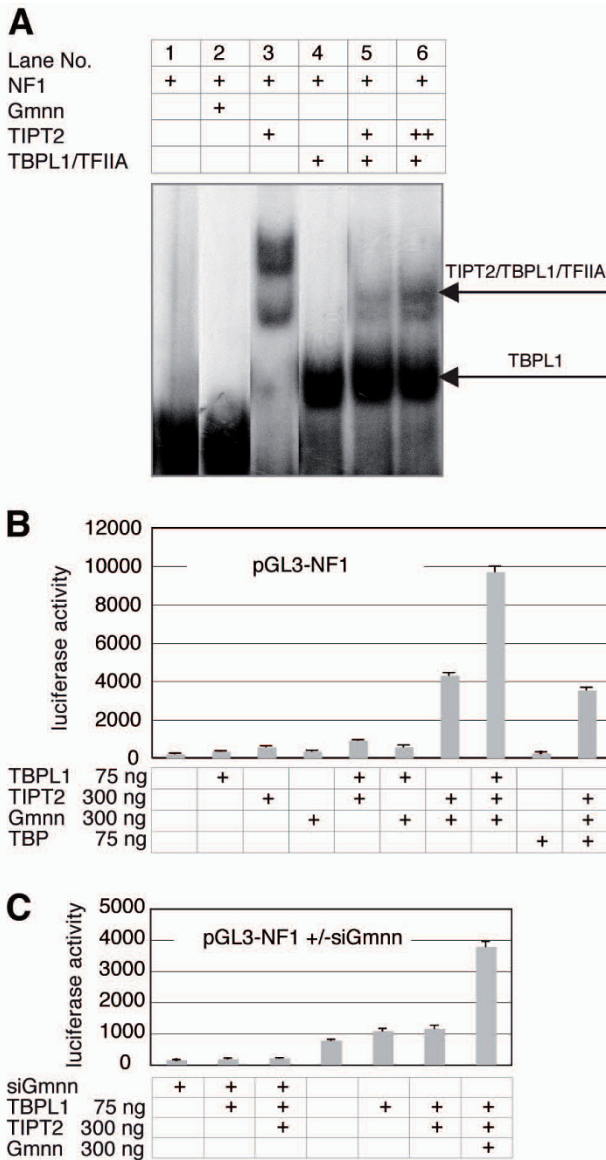 A
Lane No. 1 2 3 4 5 6
NF1 + + + + + +
Gmnn +
TIPT2 + + ++
TBPL1/TFIIA + + +
TIPT2/TBPL1/TFIIA
TBPL1
B
12000
10000
8000
6000
4000
2000
0
luciferase activity
pGL3-NF1
TBPL1 75 ng + + + +
TIPT2 300 ng + + + + +
Gmnn 300 ng + + + + +
TBP 75 ng + +
C
5000
4000
3000
2000
1000
0
luciferase activity
pGL3-NF1 +/-siGmnn
siGmnn + + +
TBPL1 75 ng + + + + +
TIPT2 300 ng + + +
Gmnn 300 ng +